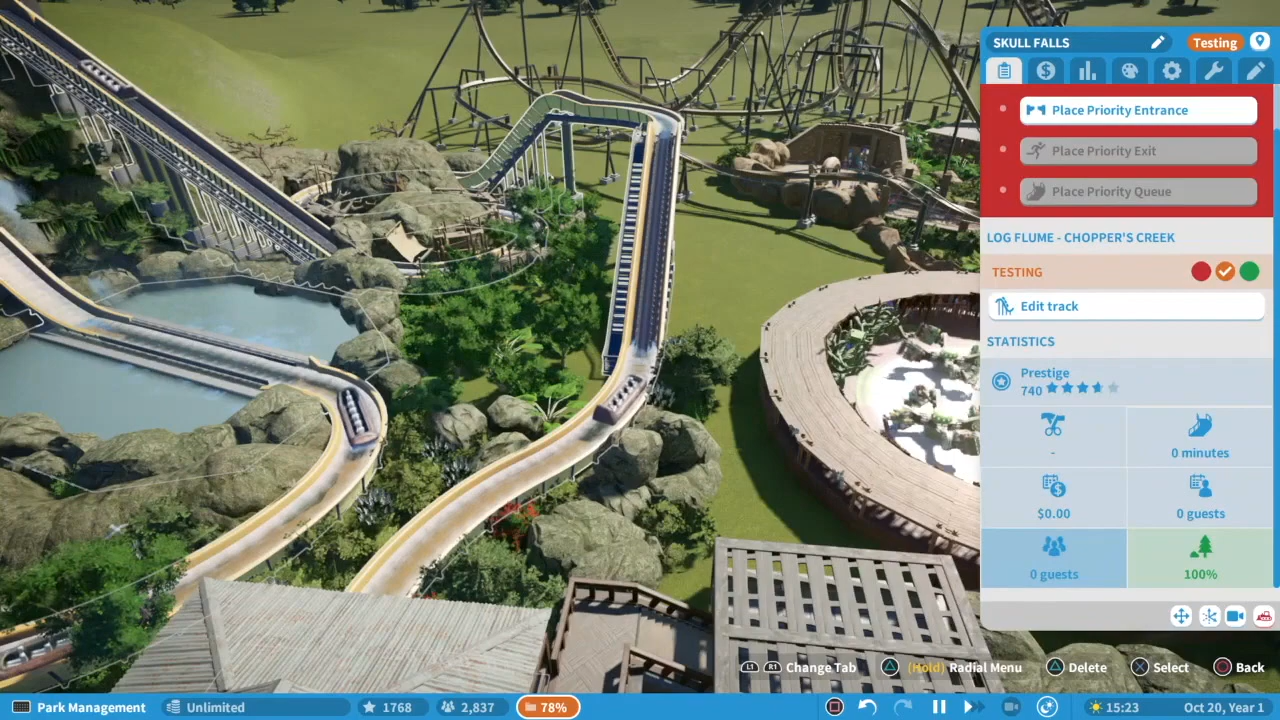 SKULL FALLS
Testing
Place Priority Entrance
Place Priority Exit
Place Priority Queue
LOG FLUME - CHOPPER'S CREEK
TESTING
Edit track
STATISTICS
Prestige
740
-
0 minutes
$0.00
0 guests
0 guests
100%
L1 R1 Change Tab (Hold) Radial Menu Delete Select Back
Park Management Unlimited 1768 2,837 78% 15:23 Oct 20, Year 1